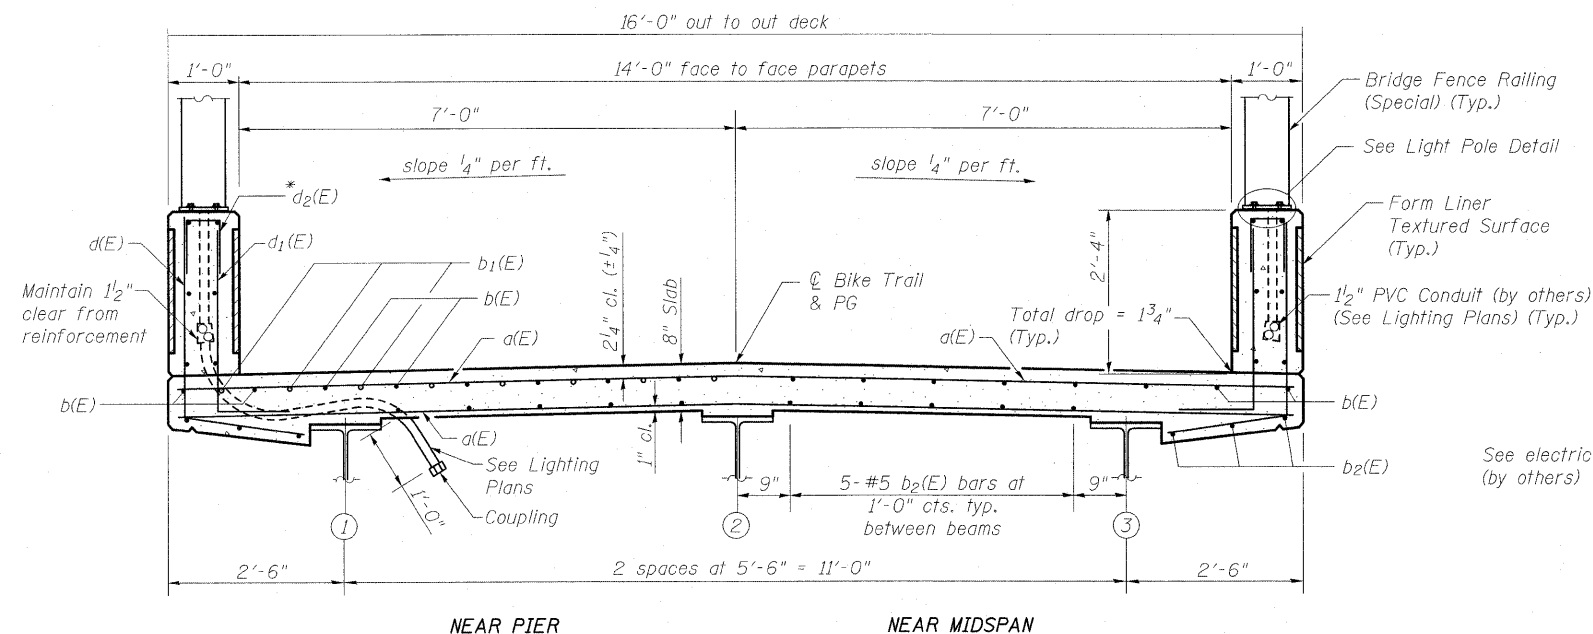 16'-0" out to out deck
1'-0"
14'-0" face to face parapets
1'-0"
Bridge Fence Railing
(Special) (Typ.)
7'-0"
7'-0"
slope 1/4" per ft.
slope 1/4" per ft.
See Light Pole Detail
*d2(E)
Form Liner
Textured Surface
(Typ.)
d(E)
d1(E)
b1(E)
b(E)
2 1/4" cl. (±1/4")
8" Slab
℄ Bike Trail
& PG
2'-4"
Maintain 1 1/2"
clear from
reinforcement
1 1/2" PVC Conduit (by others)
(See Lighting Plans) (Typ.)
Total drop = 1 3/4"
(Typ.)
a(E)
a(E)
b(E)
b(E)
a(E)
1" cl.
See Lighting
Plans
Coupling
1'-0"
b2(E)
See electric
(by others)
9"
5-#5 b2(E) bars at
1'-0" cts. typ.
between beams
9"
1
2
3
2'-6"
2 spaces at 5'-6" = 11'-0"
2'-6"
NEAR PIER
NEAR MIDSPAN